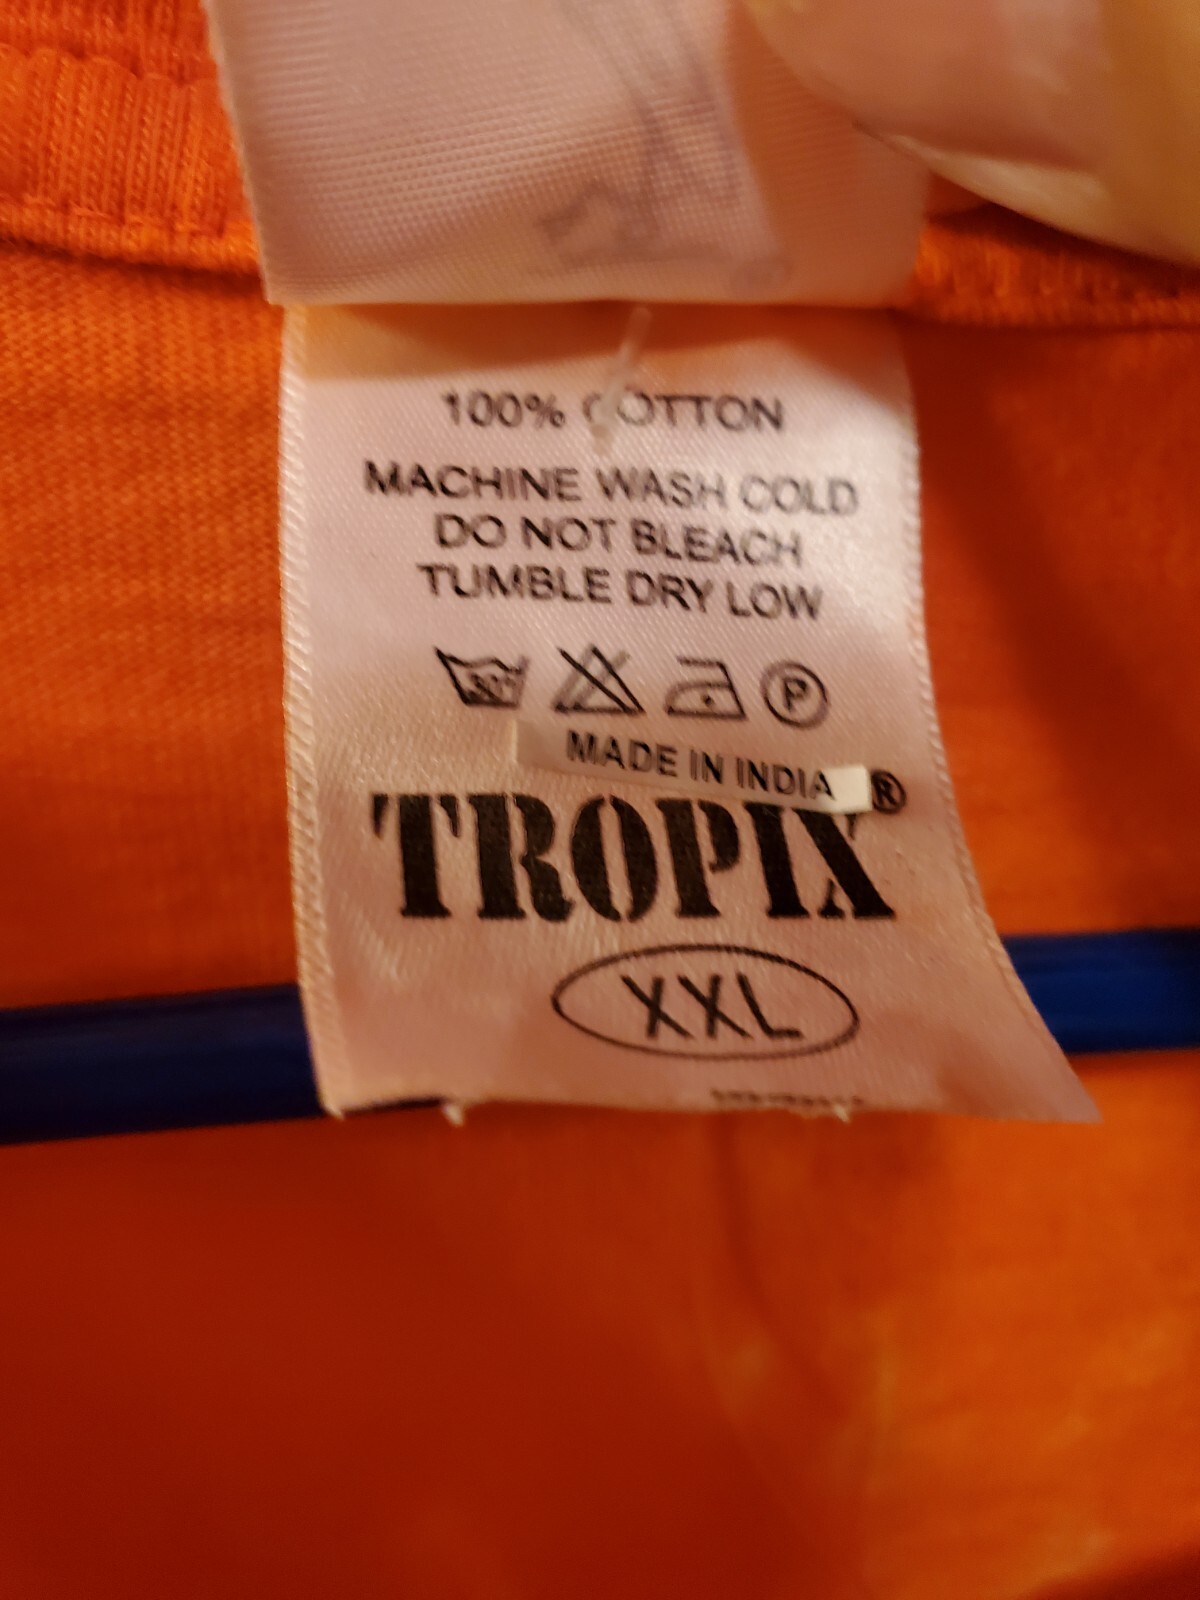 100% COTTON
MACHINE WASH COLD
DO NOT BLEACH
TUMBLE DRY LOW
30°
P
MADE IN INDIA
TROPIX®
XXL